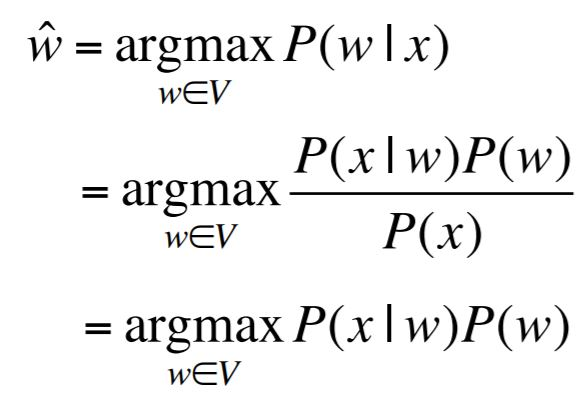 ŵ = argmax P(w | x)
w∈V
= argmax P(x | w)P(w)
w∈V P(x)
= argmax P(x | w)P(w)
w∈V